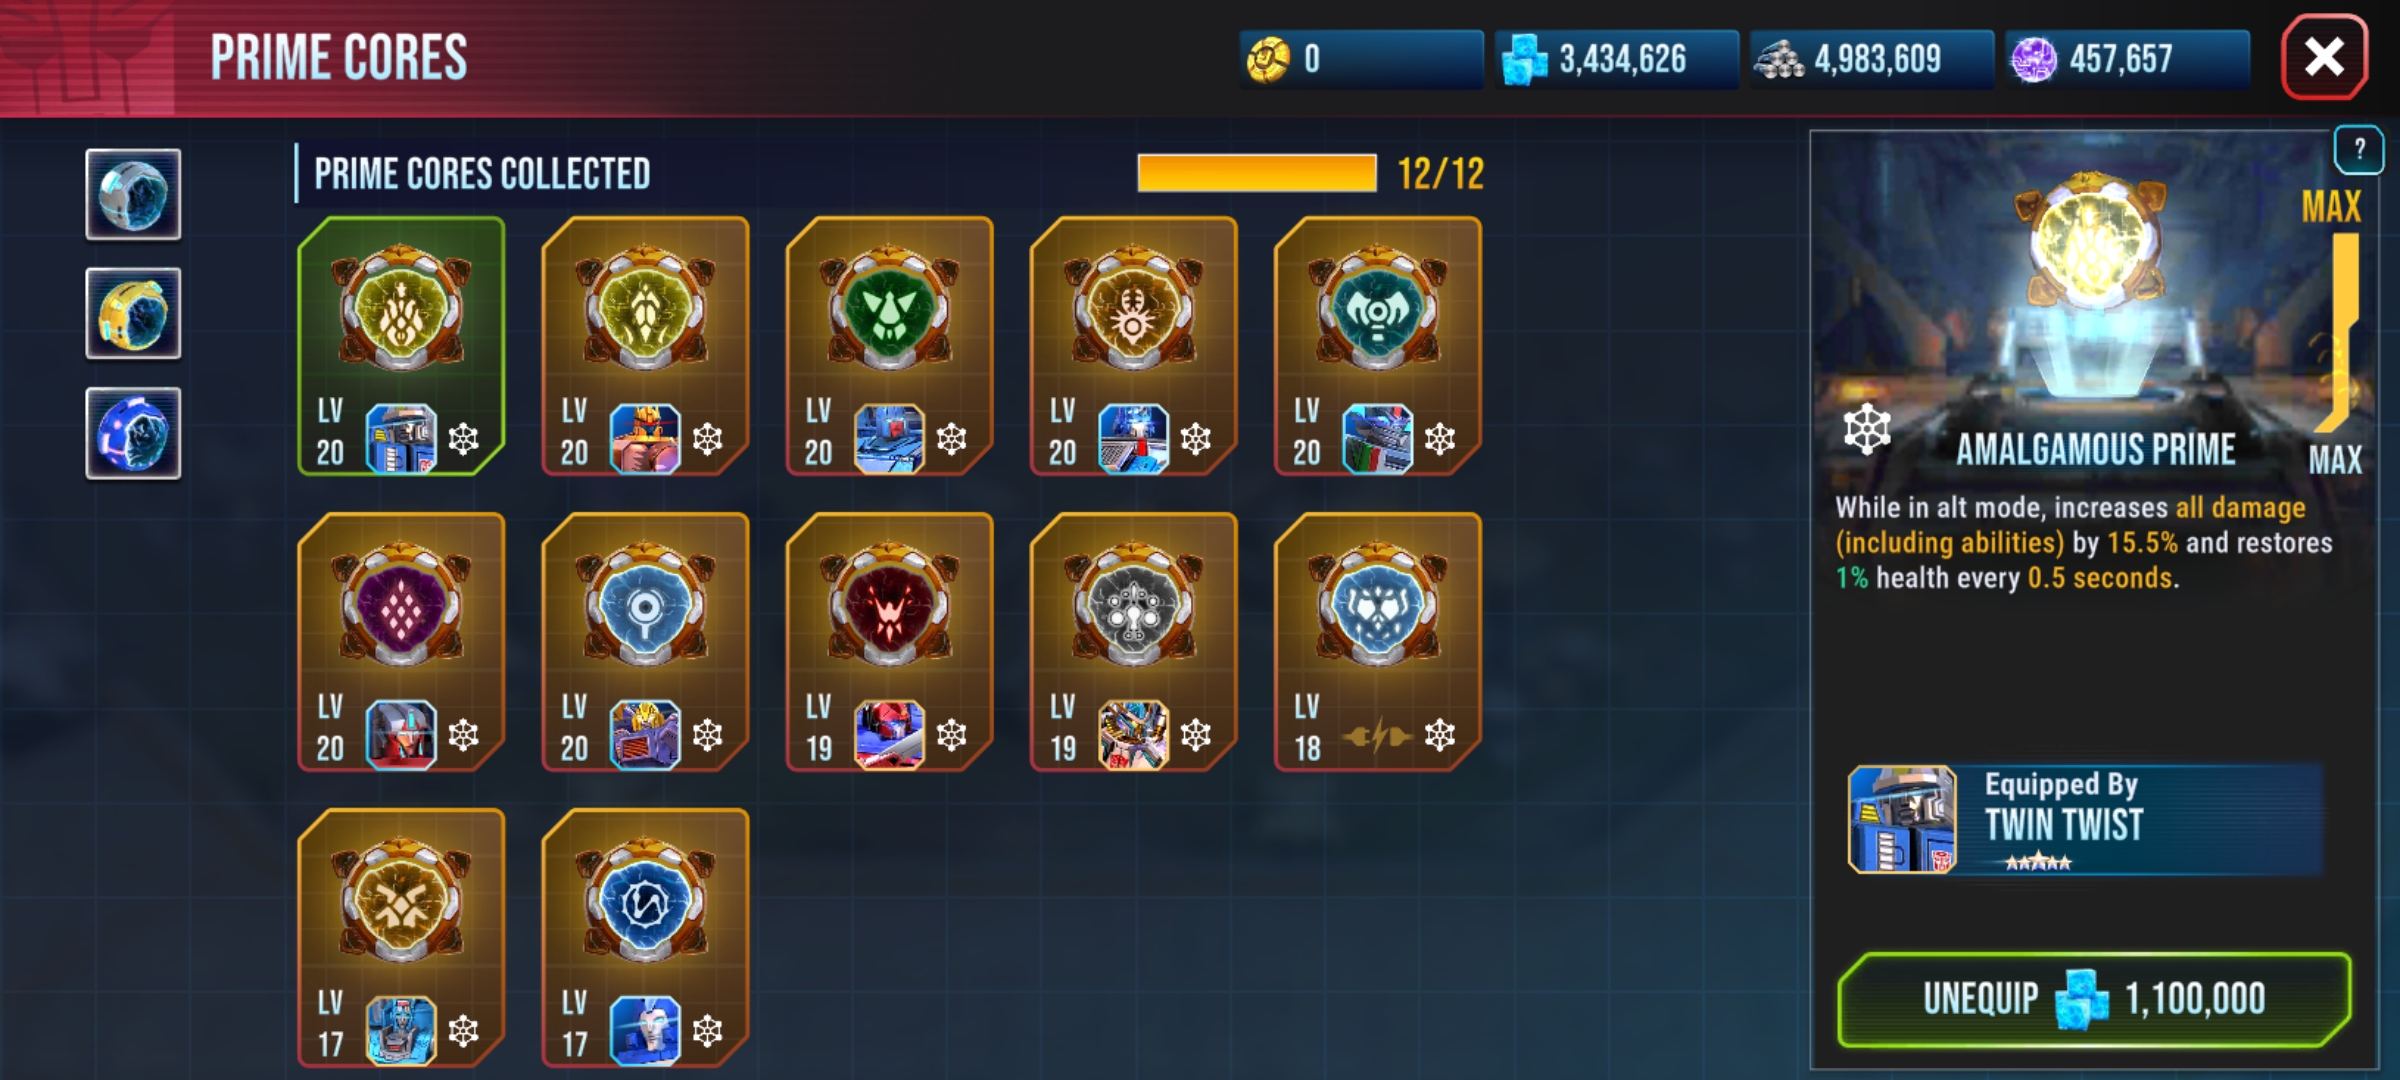 PRIME CORES
0
3,434,626
4,983,609
457,657
PRIME CORES COLLECTED
12/12
?
LV
20
LV
20
LV
20
LV
20
LV
20
LV
20
LV
20
LV
19
LV
19
LV
18
LV
17
LV
17
MAX
MAX
AMALGAMOUS PRIME
While in alt mode, increases all damage
(including abilities) by 15.5% and restores
1% health every 0.5 seconds.
Equipped By
TWIN TWIST
UNEQUIP 1,100,000